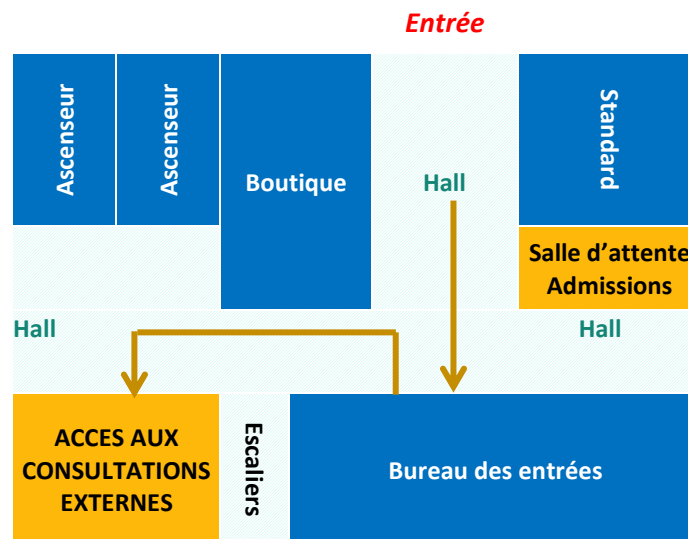 Entrée
Ascenseur
Ascenseur
Boutique
Hall
Standard
Salle d'attente
Admissions
Hall
Hall
ACCES AUX
CONSULTATIONS
EXTERNES
Escaliers
Bureau des entrées